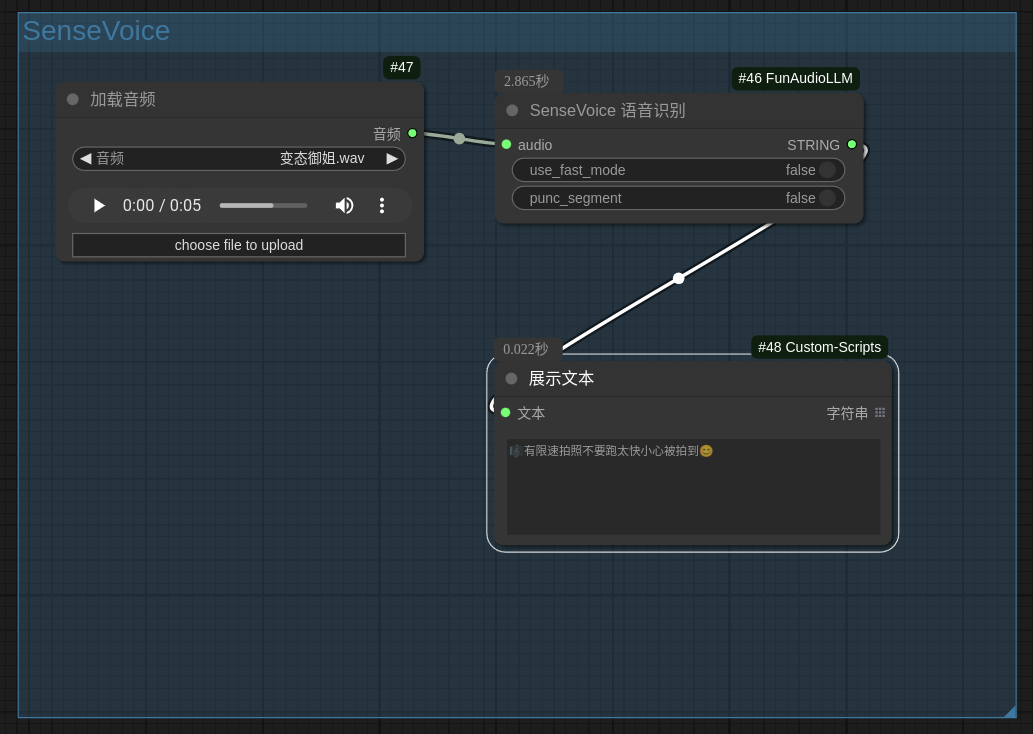 SenseVoice
#47
加载音频
音频
音频 变态御姐.wav
0:00 / 0:05
choose file to upload
2.865秒
#46 FunAudioLLM
SenseVoice 语音识别
audio STRING
use_fast_mode false
punc_segment false
0.022秒
#48 Custom-Scripts
展示文本
文本 字符串
🎼有限速拍照不要跑太快小心被拍到😊